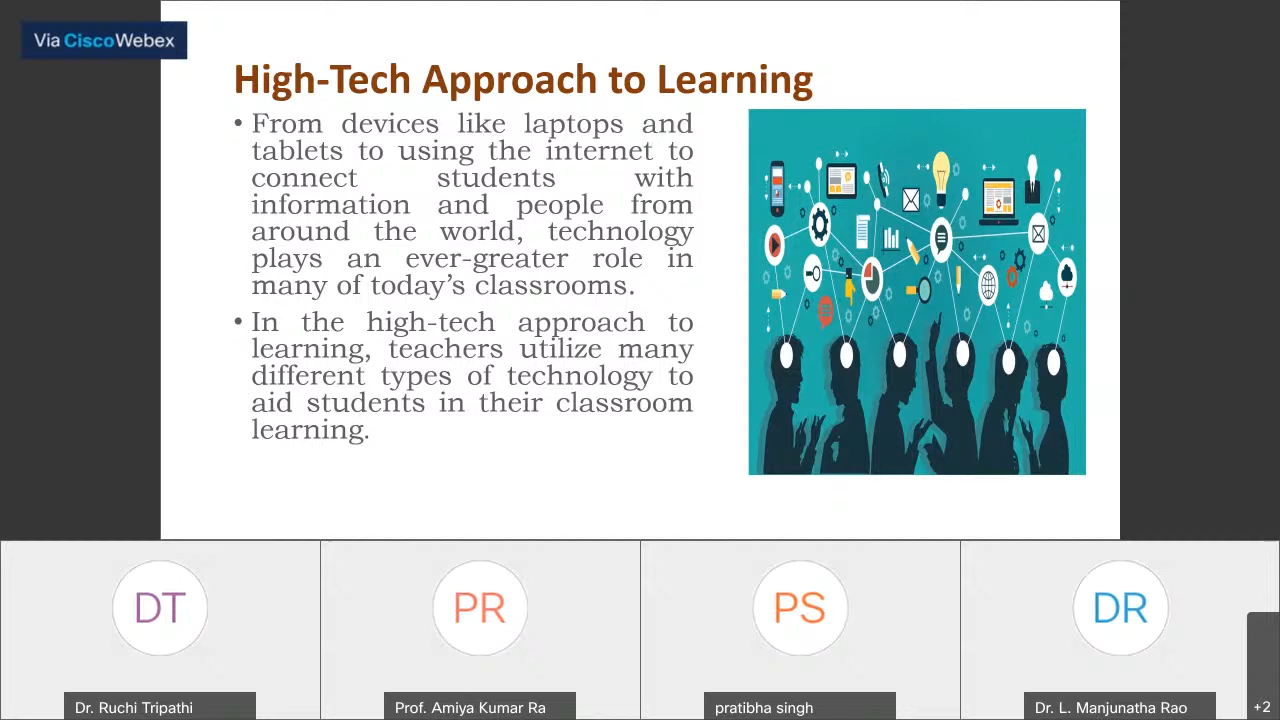 Via CiscoWebex
High-Tech Approach to Learning
• From devices like laptops and
tablets to using the internet to
connect students with
information and people from
around the world, technology
plays an ever-greater role in
many of today’s classrooms.
• In the high-tech approach to
learning, teachers utilize many
different types of technology to
aid students in their classroom
learning.
DT
PR
PS
DR
Dr. Ruchi Tripathi
Prof. Amiya Kumar Ra
pratibha singh
Dr. L. Manjunatha Rao
+2